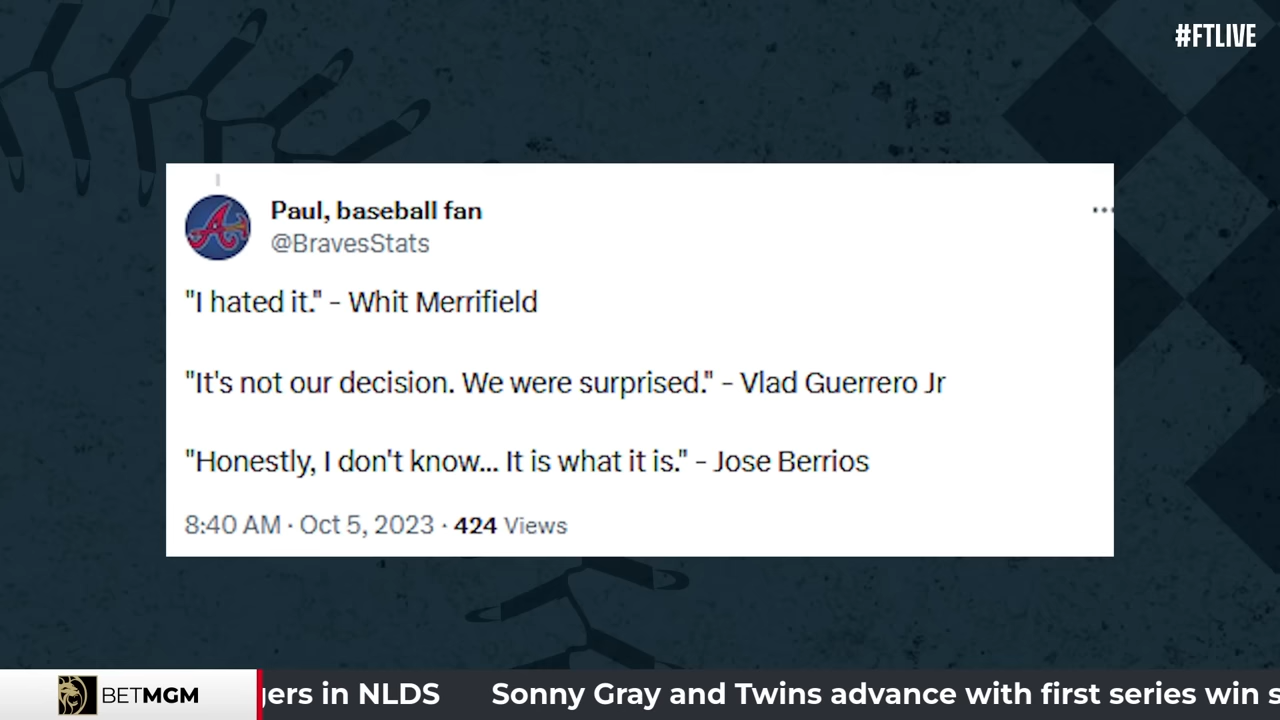 #FTLIVE
Paul, baseball fan
@BravesStats
"I hated it." - Whit Merrifield
"It's not our decision. We were surprised." - Vlad Guerrero Jr
"Honestly, I don't know... It is what it is." - Jose Berrios
8:40 AM · Oct 5, 2023 · 424 Views
BETMGM
in NLDS Sonny Gray and Twins advance with first series win